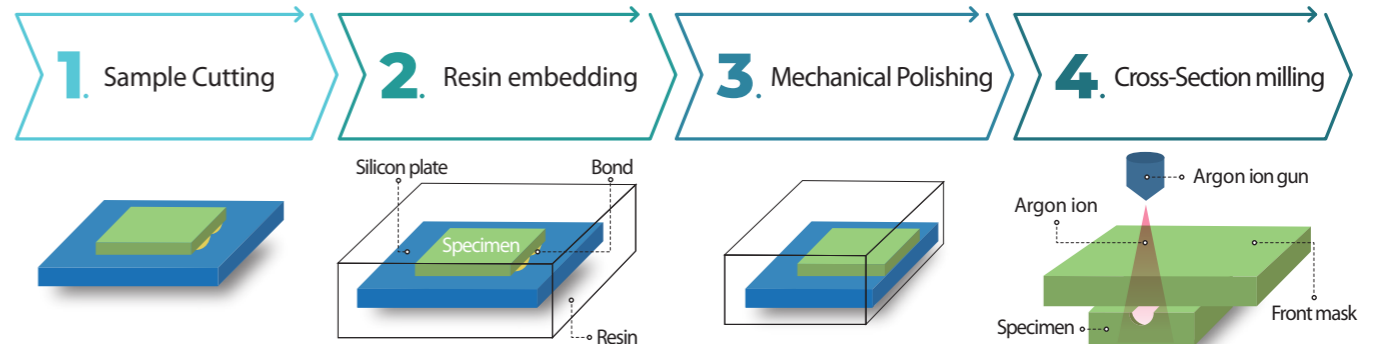 1. Sample Cutting
2. Resin embedding
3. Mechanical Polishing
4. Cross-Section milling
Silicon plate
Bond
Specimen
Resin
Argon ion gun
Argon ion
Front mask
Specimen